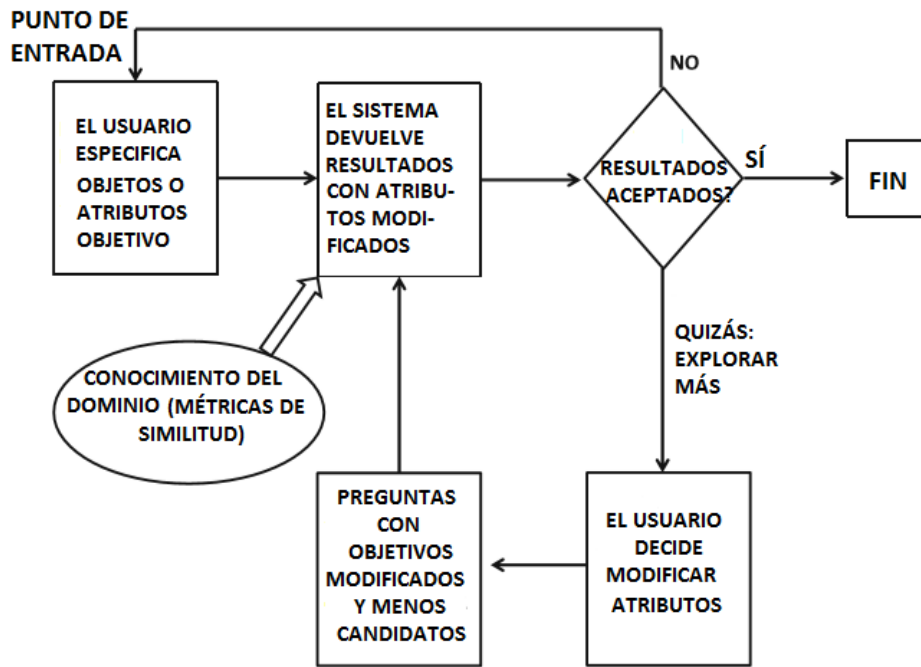 PUNTO DE
ENTRADA
EL USUARIO
ESPECIFICA
OBJETOS O
ATRIBUTOS
OBJETIVO
EL SISTEMA
DEVUELVE
RESULTADOS
CON ATRIBU-
TOS MODI-
FICADOS
NO
RESULTADOS
ACEPTADOS?
SÍ
FIN
QUIZÁS:
EXPLORAR
MÁS
CONOCIMIENTO DEL
DOMINIO (MÉTRICAS DE
SIMILITUD)
PREGUNTAS
CON
OBJETIVOS
MODIFICADOS
Y MENOS
CANDIDATOS
EL USUARIO
DECIDE
MODIFICAR
ATRIBUTOS